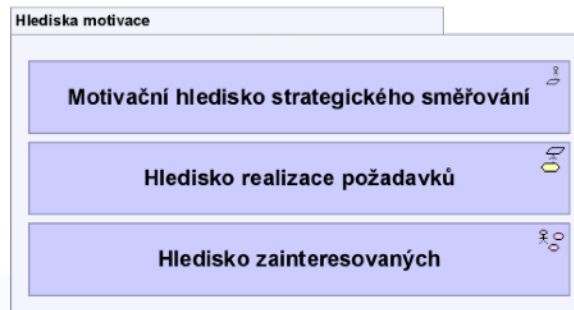 Hlediska motivace
Motivační hledisko strategického směřování
Hledisko realizace požadavků
Hledisko zainteresovaných